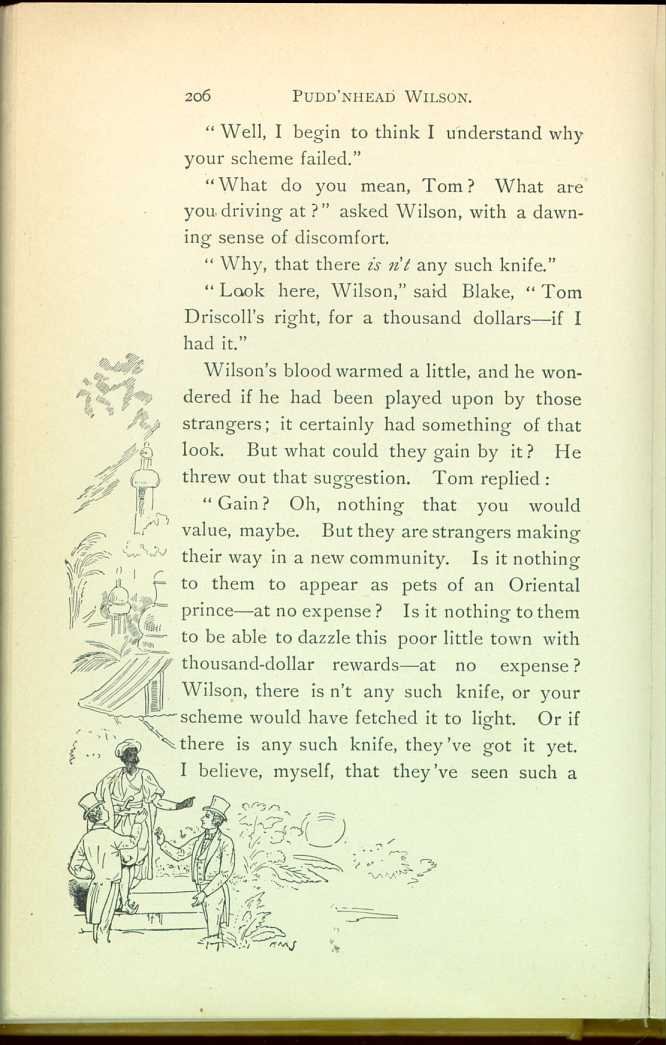 206 PUDD'NHEAD WILSON.
" Well, I begin to think I understand why
your scheme failed."
"What do you mean, Tom? What are
you driving at?" asked Wilson, with a dawn-
ing sense of discomfort.
" Why, that there is n't any such knife."
" Look here, Wilson," said Blake, " Tom
Driscoll's right, for a thousand dollars—if I
had it."
Wilson's blood warmed a little, and he won-
dered if he had been played upon by those
strangers; it certainly had something of that
look. But what could they gain by it? He
threw out that suggestion. Tom replied:
" Gain? Oh, nothing that you would
value, maybe. But they are strangers making
their way in a new community. Is it nothing
to them to appear as pets of an Oriental
prince—at no expense? Is it nothing to them
to be able to dazzle this poor little town with
thousand-dollar rewards—at no expense?
Wilson, there is n't any such knife, or your
scheme would have fetched it to light. Or if
there is any such knife, they 've got it yet.
I believe, myself, that they 've seen such a